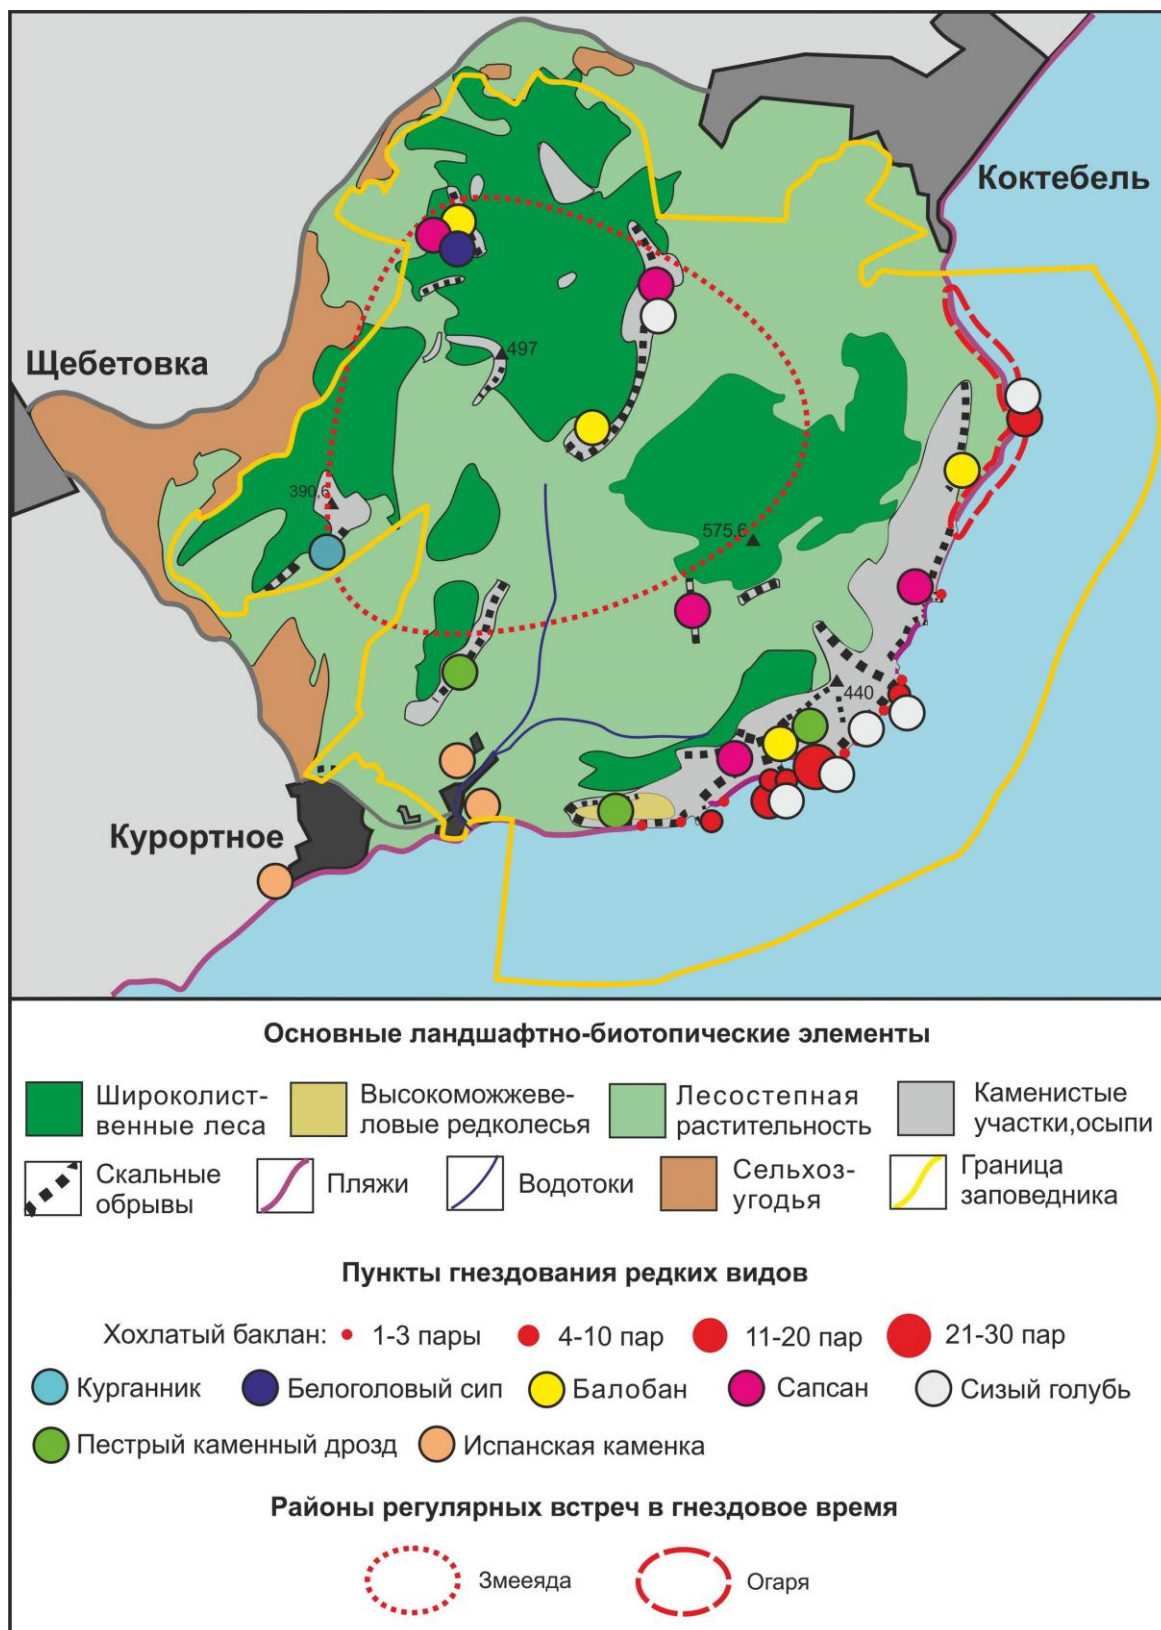 Коктебель
Щебетовка
497
390,6
575,6
440
Курортное
Основные ландшафтно-биотопические элементы
Широколист-
венные леса
Высокоможжеве-
ловые редколесья
Лесостепная
растительность
Каменистые
участки,осыпи
Скальные
обрывы
Пляжи
Водотоки
Сельхоз-
угодья
Граница
заповедника
Пункты гнездования редких видов
Хохлатый баклан: 1-3 пары 4-10 пар 11-20 пар 21-30 пар
Курганник Белоголовый сип Балобан Сапсан Сизый голубь
Пестрый каменный дрозд Испанская каменка
Районы регулярных встреч в гнездовое время
Змееяда Огаря